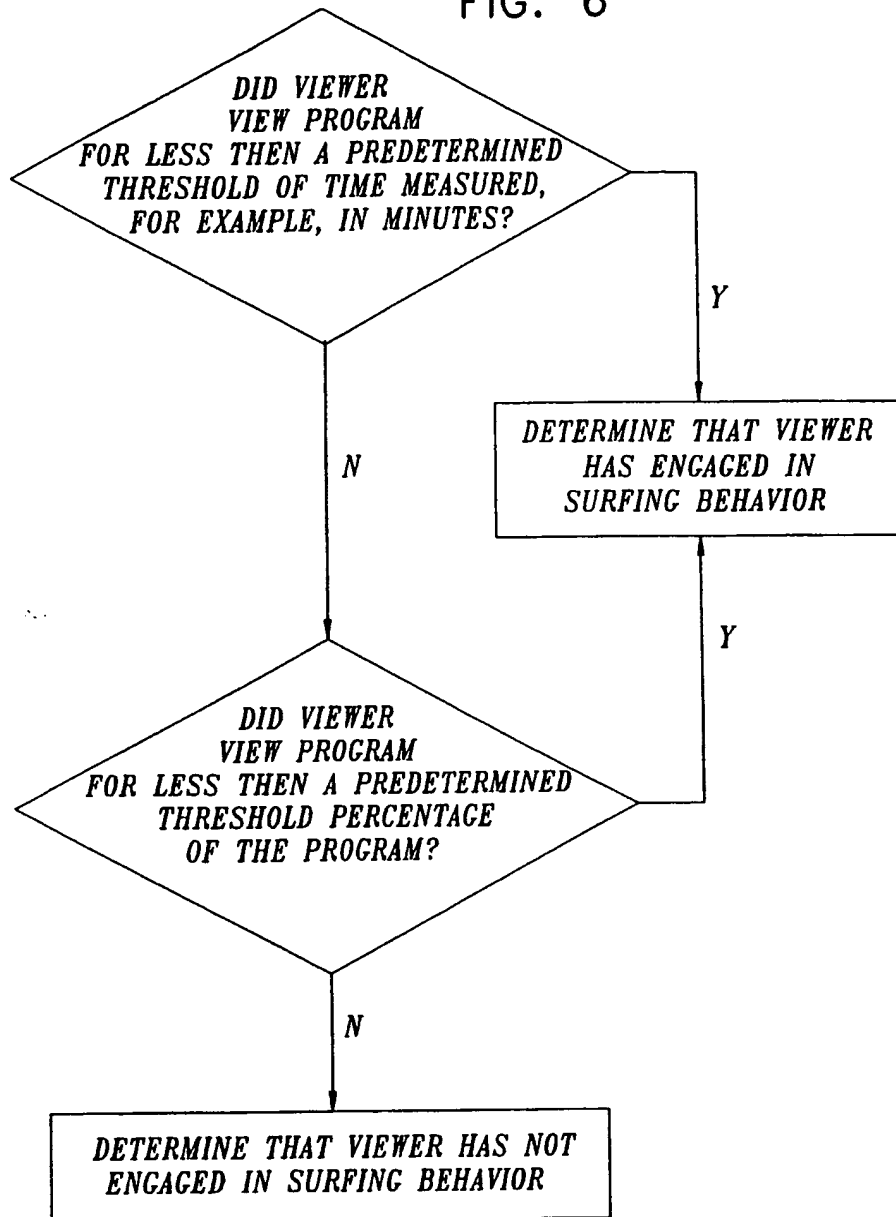 FIG. 6
DID VIEWER
VIEW PROGRAM
FOR LESS THEN A PREDETERMINED
THRESHOLD OF TIME MEASURED,
FOR EXAMPLE, IN MINUTES?
Y
DETERMINE THAT VIEWER
HAS ENGAGED IN
SURFING BEHAVIOR
N
Y
DID VIEWER
VIEW PROGRAM
FOR LESS THEN A PREDETERMINED
THRESHOLD PERCENTAGE
OF THE PROGRAM?
N
DETERMINE THAT VIEWER HAS NOT
ENGAGED IN SURFING BEHAVIOR